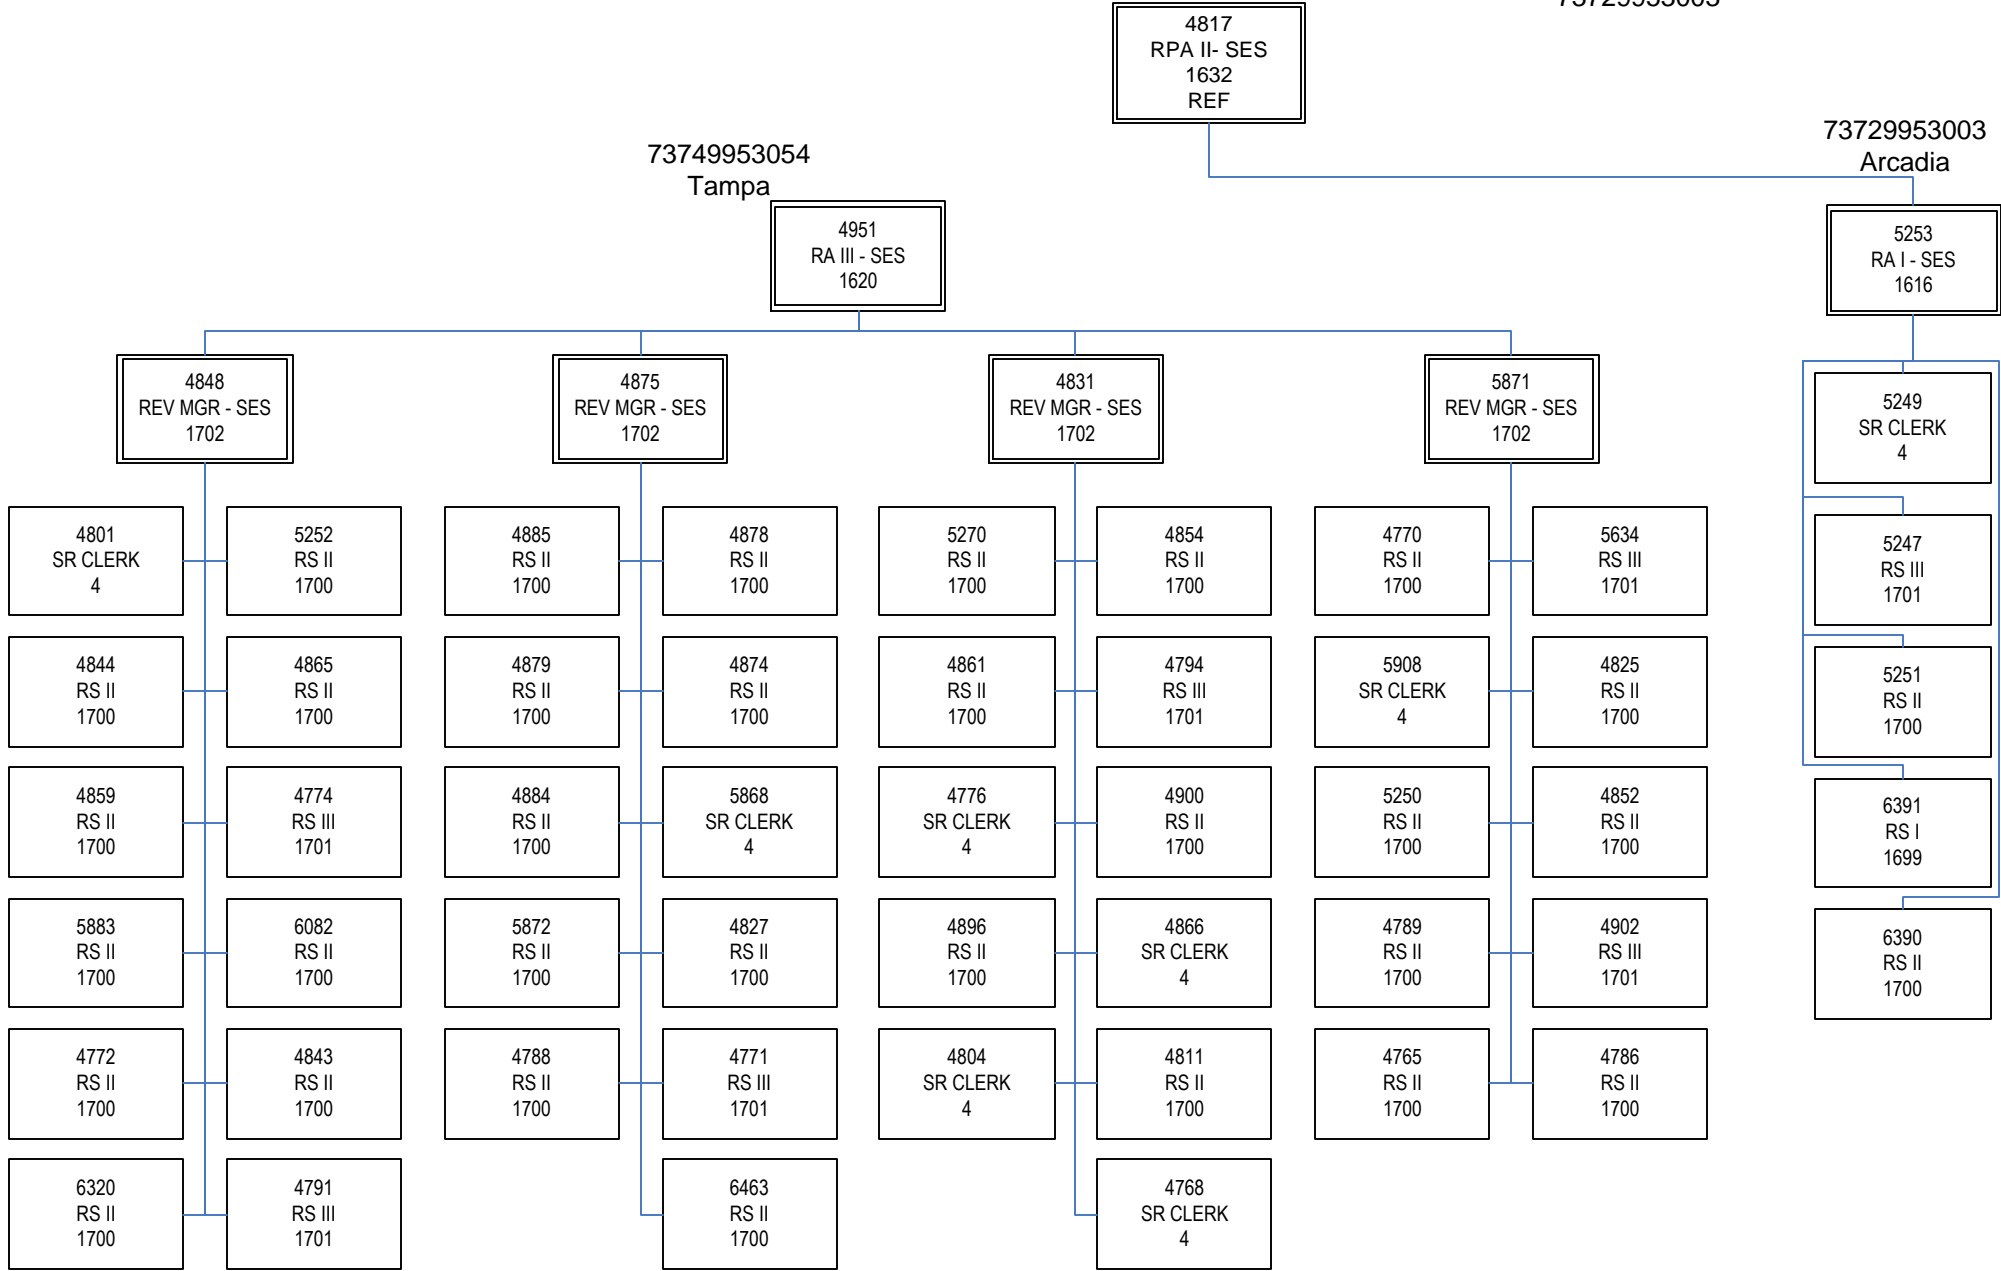 73729953003
4817
RPA II- SES
1632
REF
73729953003
Arcadia
73749953054
Tampa
4951
RA III - SES
1620
5253
RA I - SES
1616
4848
REV MGR - SES
1702
4875
REV MGR - SES
1702
4831
REV MGR - SES
1702
5871
REV MGR - SES
1702
5249
SR CLERK
4
4801
SR CLERK
4
5252
RS II
1700
4885
RS II
1700
4878
RS II
1700
5270
RS II
1700
4854
RS II
1700
4770
RS II
1700
5634
RS III
1701
5247
RS III
1701
4844
RS II
1700
4865
RS II
1700
4879
RS II
1700
4874
RS II
1700
4861
RS II
1700
4794
RS III
1701
5908
SR CLERK
4
4825
RS II
1700
5251
RS II
1700
4859
RS II
1700
4774
RS III
1701
4884
RS II
1700
5868
SR CLERK
4
4776
SR CLERK
4
4900
RS II
1700
5250
RS II
1700
4852
RS II
1700
6391
RS I
1699
5883
RS II
1700
6082
RS II
1700
5872
RS II
1700
4827
RS II
1700
4896
RS II
1700
4866
SR CLERK
4
4789
RS II
1700
4902
RS III
1701
6390
RS II
1700
4772
RS II
1700
4843
RS II
1700
4788
RS II
1700
4771
RS III
1701
4804
SR CLERK
4
4811
RS II
1700
4765
RS II
1700
4786
RS II
1700
6320
RS II
1700
4791
RS III
1701
6463
RS II
1700
4768
SR CLERK
4